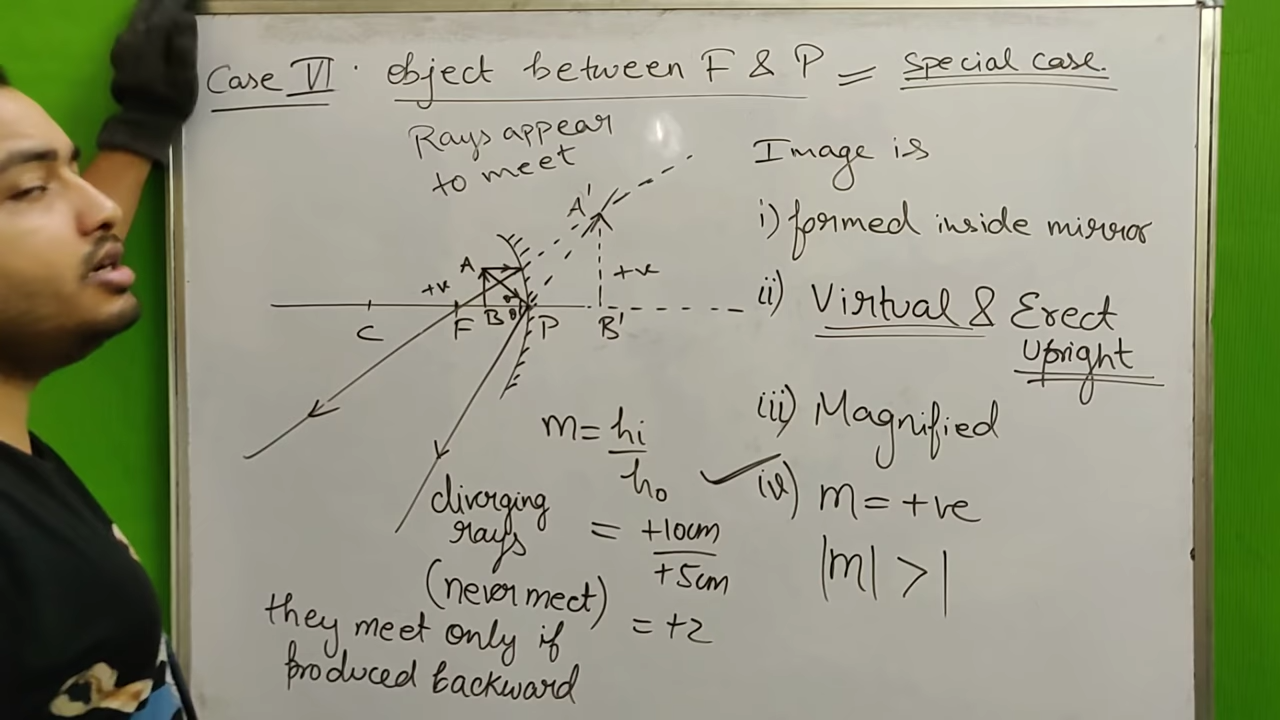 Case VI. object between F & P = special case.
Rays appear
to meet
A'
A
+ve
+ve
C
F
B
θ
θ
P
B'
Image is
i) formed inside mirror
ii) Virtual & Erect
Upright
iii) Magnified
iv) m = +ve
|m| > 1
m = hi
ho
= +10cm
+5cm
= +2
diverging
rays
(never meet)
they meet only if
produced backward